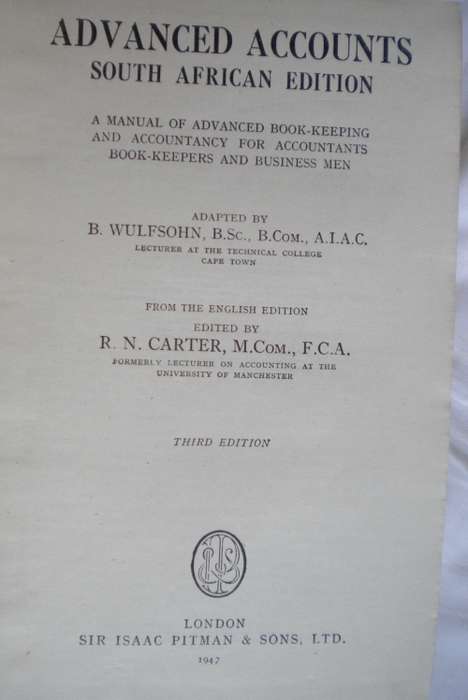 ADVANCED ACCOUNTS
SOUTH AFRICAN EDITION
A MANUAL OF ADVANCED BOOK-KEEPING
AND ACCOUNTANCY FOR ACCOUNTANTS
BOOK-KEEPERS AND BUSINESS MEN
ADAPTED BY
B. WULFSOHN, B.Sc., B.Com., A.I.A.C.
LECTURER AT THE TECHNICAL COLLEGE
CAPE TOWN
FROM THE ENGLISH EDITION
EDITED BY
R. N. CARTER, M.Com., F.C.A.
FORMERLY LECTURER ON ACCOUNTING AT THE
UNIVERSITY OF MANCHESTER
THIRD EDITION
LONDON
SIR ISAAC PITMAN & SONS, LTD.
1947